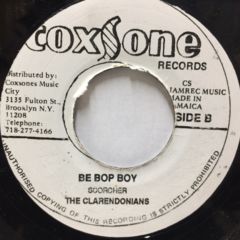 coxsone
RECORDS
Distributed by:
Coxsones Music
City
3135 Fulton St.
Brooklyn N.Y.
11208
Telephone:
718-277-4166
CS
JAMREC MUSIC
MADE IN
JAMAICA
SIDE B
BE BOP BOY
SCORCHER
THE CLARENDONIANS
UNAUTHORISED COPYING OF THIS RECORDING IS STRICTLY PROHIBITED